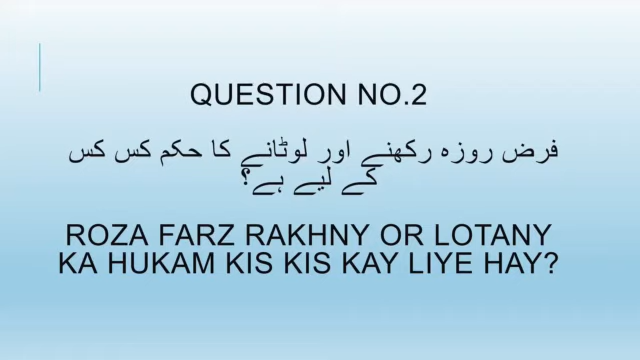 QUESTION NO.2
فرض روزہ رکھنے اور لوٹانے کا حکم کس کس
کے لیے ہے؟
ROZA FARZ RAKHNY OR LOTANY
KA HUKAM KIS KIS KAY LIYE HAY?